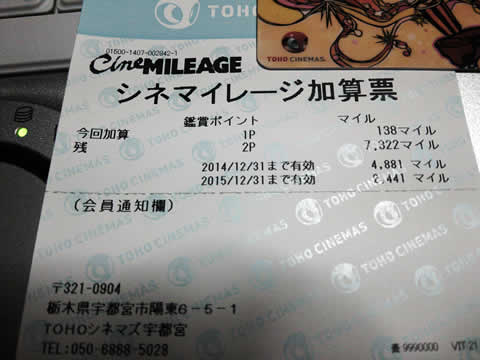 TOHO CINEMAS
01500-1407-002942-1
CineMILEAGE
シネマイレージ加算票
鑑賞ポイント マイル
今回加算 1P 138マイル
残 2P 7,322マイル
2014/12/31まで有効 4,881 マイル
2015/12/31まで有効 2,441 マイル
(会員通知欄)
〒321-0904
栃木県宇都宮市陽東6-5-1
TOHOシネマズ宇都宮
TEL:050-6868-5028
9990000 VIT-21